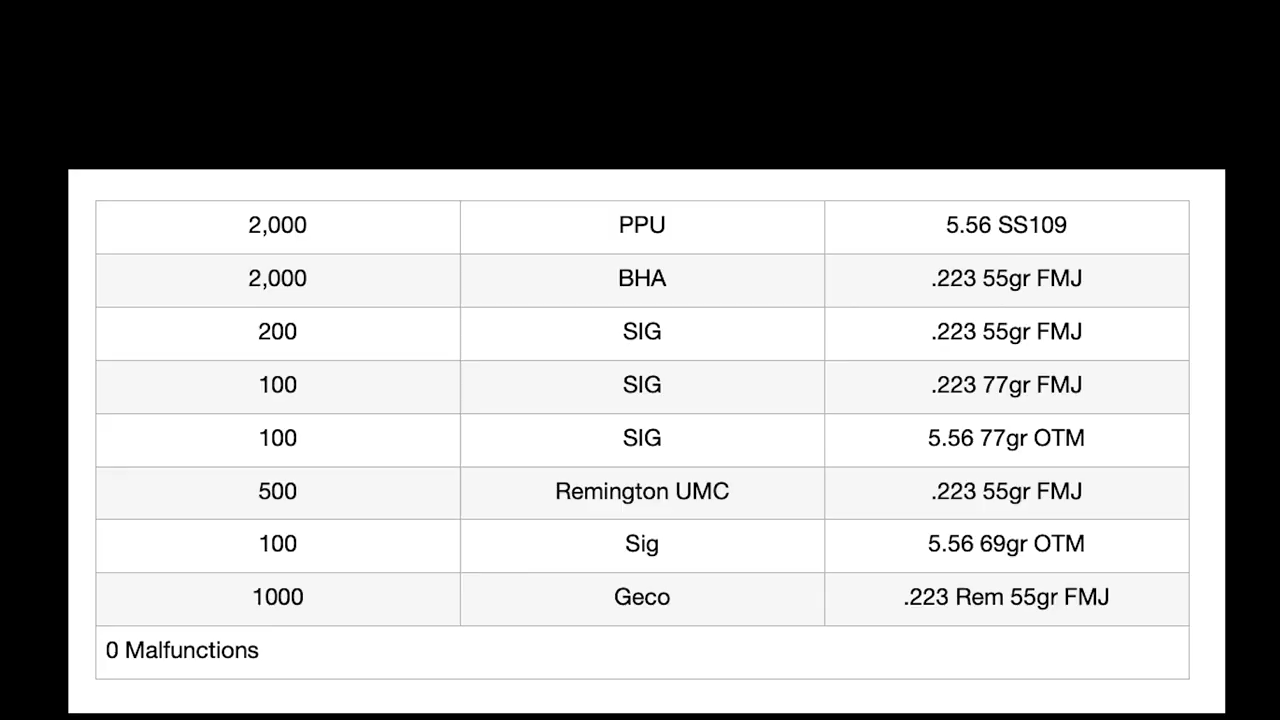 2,000 PPU 5.56 SS109
2,000 BHA .223 55gr FMJ
200 SIG .223 55gr FMJ
100 SIG .223 77gr FMJ
100 SIG 5.56 77gr OTM
500 Remington UMC .223 55gr FMJ
100 Sig 5.56 69gr OTM
1000 Geco .223 Rem 55gr FMJ
0 Malfunctions